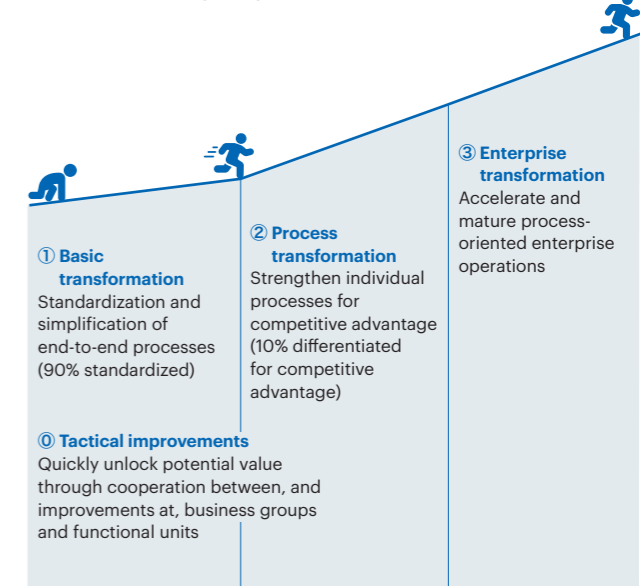 ① Basic
transformation
Standardization and
simplification of
end-to-end processes
(90% standardized)
② Process
transformation
Strengthen individual
processes for
competitive advantage
(10% differentiated
for competitive
advantage)
③ Enterprise
transformation
Accelerate and
mature process-
oriented enterprise
operations
⓪ Tactical improvements
Quickly unlock potential value
through cooperation between, and
improvements at, business groups
and functional units